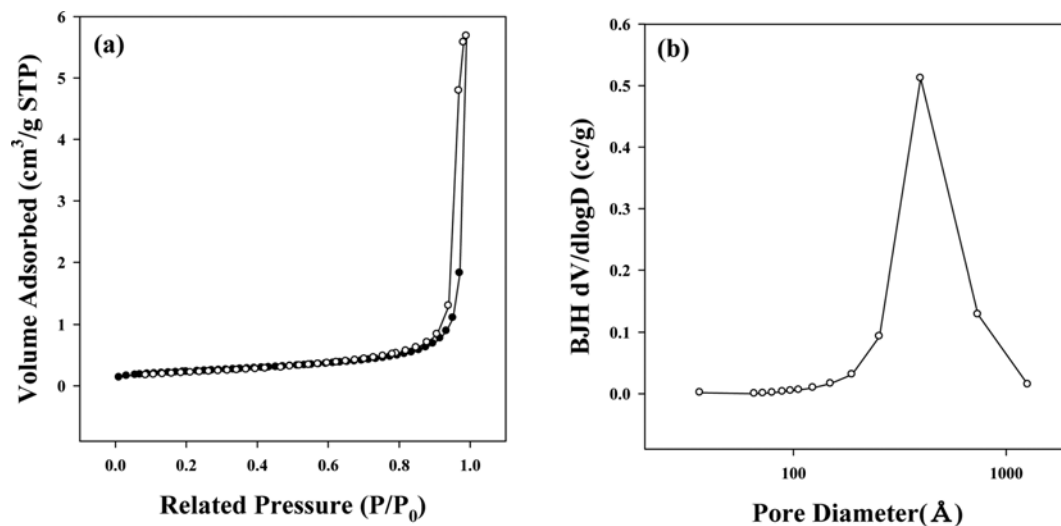 (a)
Volume Adsorbed (cm³/g STP)
6
5
4
3
2
1
0
0.0 0.2 0.4 0.6 0.8 1.0
Related Pressure (P/P₀)
(b)
BJH dV/dlogD (cc/g)
0.6
0.5
0.4
0.3
0.2
0.1
0.0
100 1000
Pore Diameter(Å)